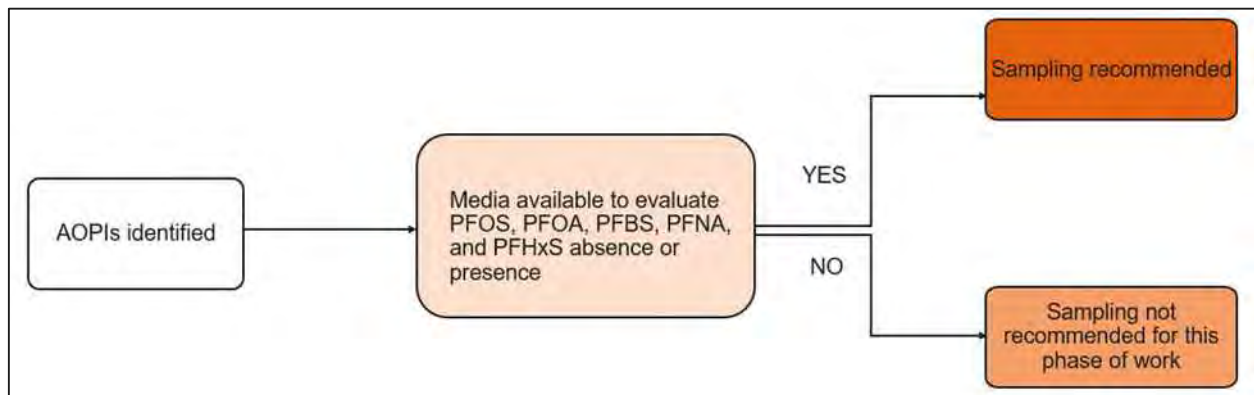 AOPIs identified
Media available to evaluate
PFOS, PFOA, PFBS, PFNA,
and PFHxS absence or
presence
YES
Sampling recommended
NO
Sampling not
recommended for this
phase of work